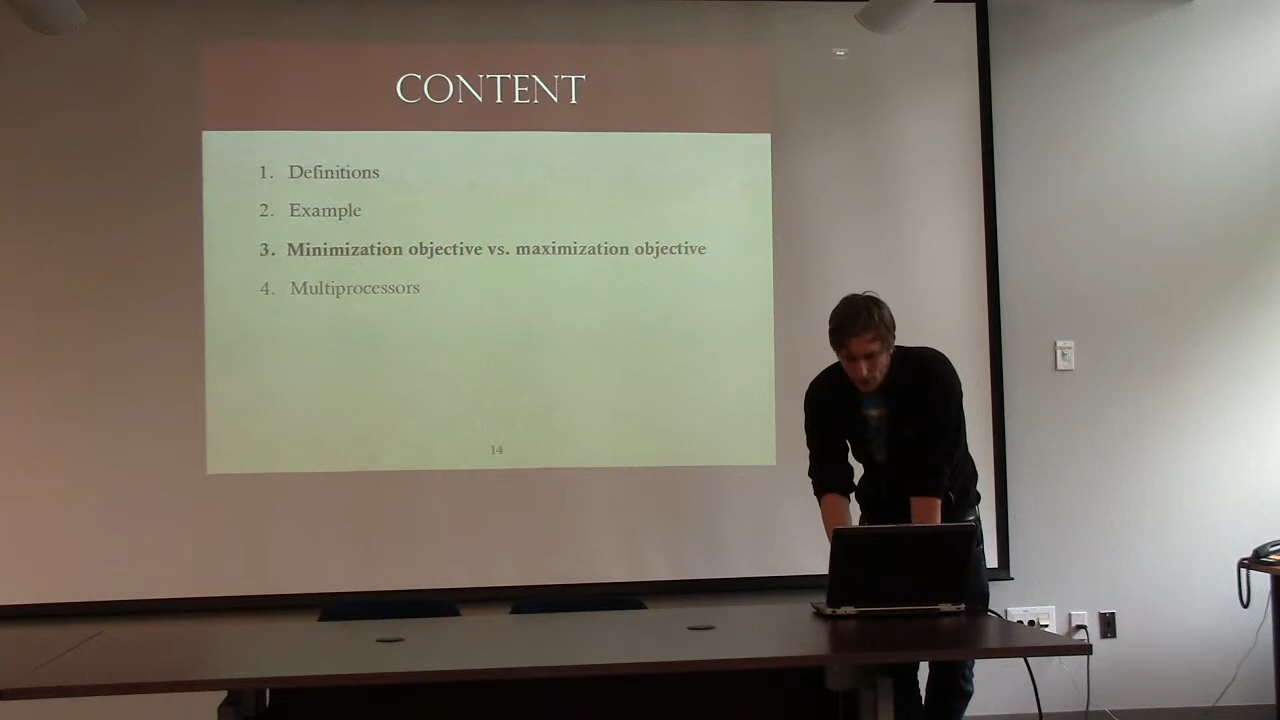 CONTENT
1. Definitions
2. Example
3. Minimization objective vs. maximization objective
4. Multiprocessors
14